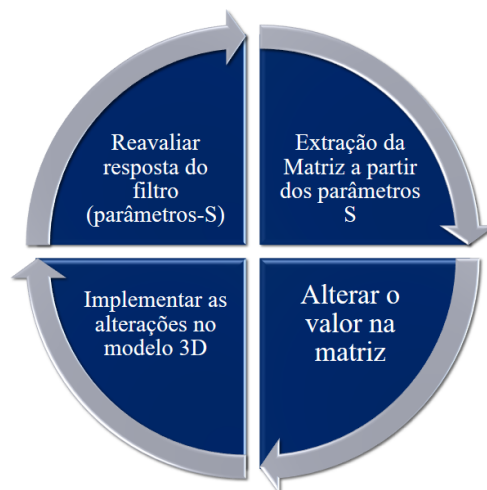 Reavaliar
resposta do
filtro
(parâmetros-S)
Extração da
Matriz a partir
dos parâmetros
S
Implementar as
alterações no
modelo 3D
Alterar o
valor na
matriz